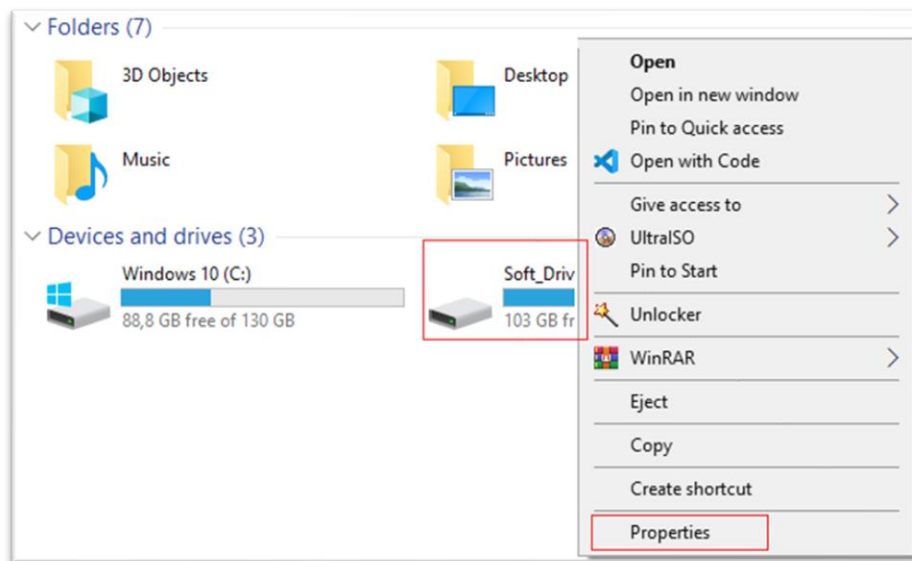 Folders (7)
3D Objects
Desktop
Music
Pictures
Devices and drives (3)
Windows 10 (C:)
88,8 GB free of 130 GB
Soft_Driv
103 GB fr
Open
Open in new window
Pin to Quick access
Open with Code
Give access to
UltraISO
Pin to Start
Unlocker
WinRAR
Eject
Copy
Create shortcut
Properties